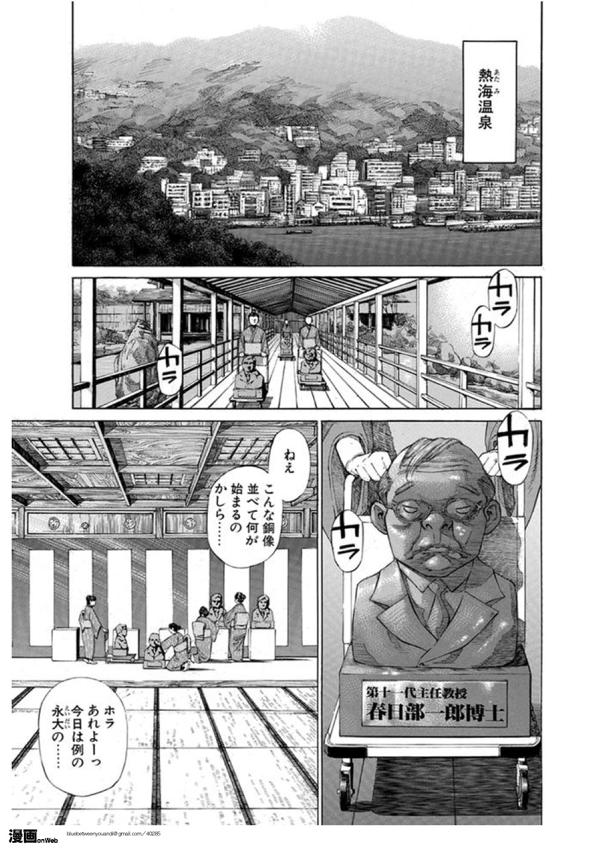 熱海温泉
あたみ
カラ
カラ
カラ
カラ
第十一代主任教授
春日部一郎博士
ねえ
こんな銅像
並べて何が
始まるの
かしら……
ホラ
あれよーっ
今日は例の
永大の…
えいだい
漫画onWeb
bluebetweenyouandi@gmail.com/40285